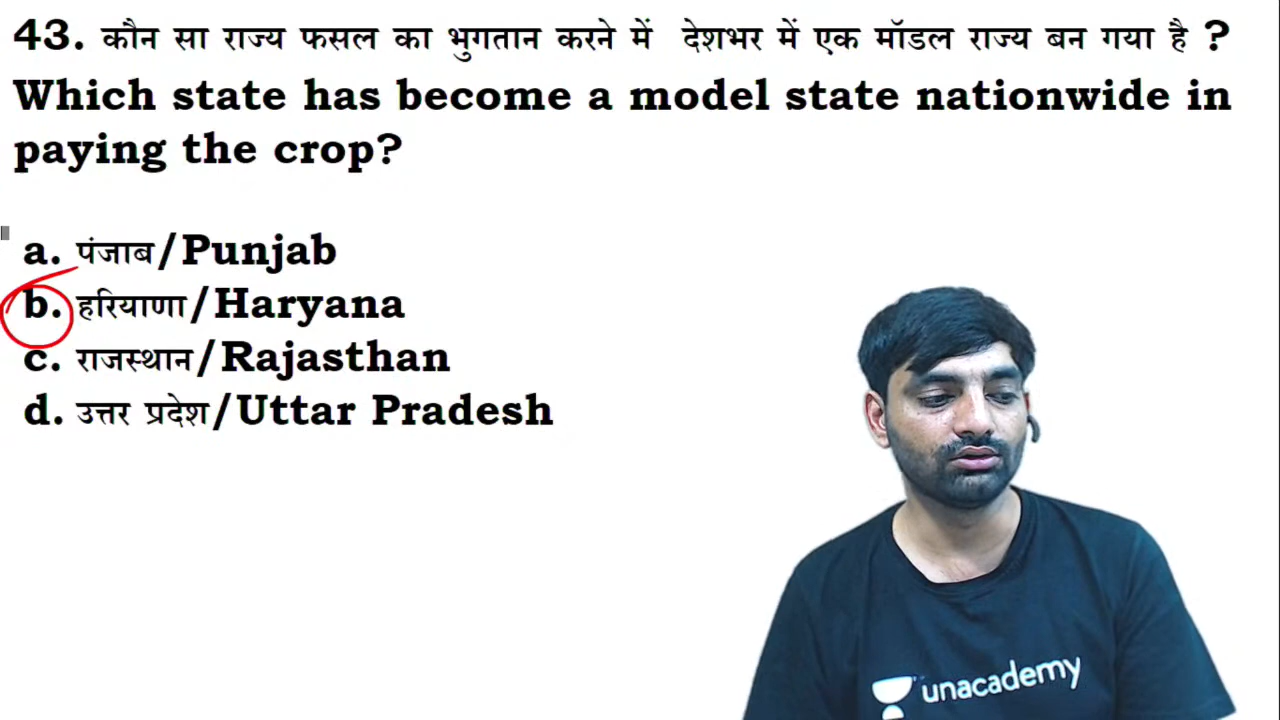 43. कौन सा राज्य फसल का भुगतान करने में देशभर में एक मॉडल राज्य बन गया है ?
Which state has become a model state nationwide in
paying the crop?
a. पंजाब/Punjab
b. हरियाणा/Haryana
c. राजस्थान/Rajasthan
d. उत्तर प्रदेश/Uttar Pradesh
unacademy